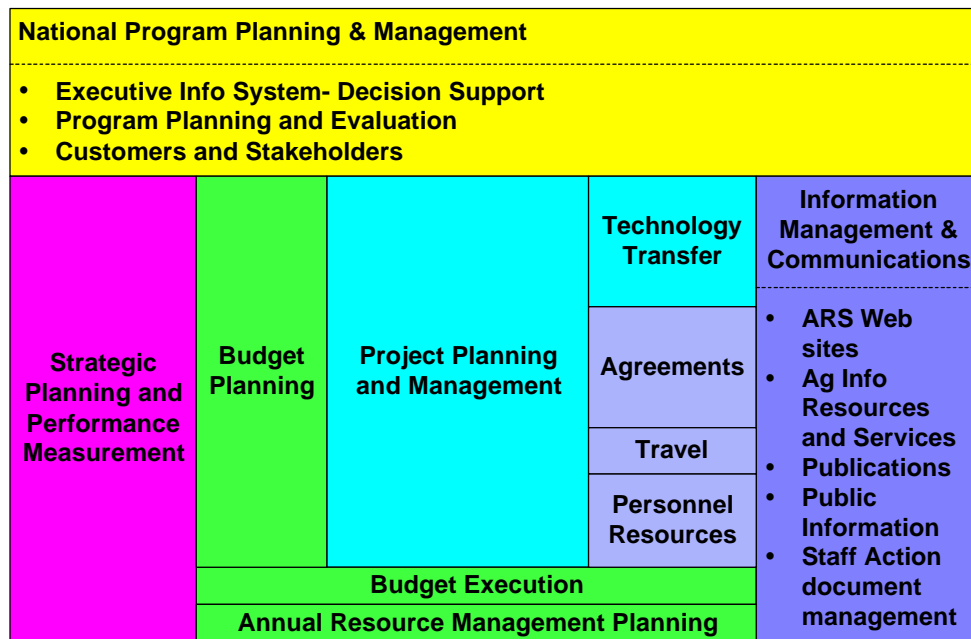 National Program Planning & Management
• Executive Info System- Decision Support
• Program Planning and Evaluation
• Customers and Stakeholders
Strategic
Planning and
Performance
Measurement
Budget
Planning
Project Planning
and Management
Technology
Transfer
Agreements
Travel
Personnel
Resources
Budget Execution
Annual Resource Management Planning
Information
Management &
Communications
• ARS Web
sites
• Ag Info
Resources
and Services
• Publications
• Public
Information
• Staff Action
document
management